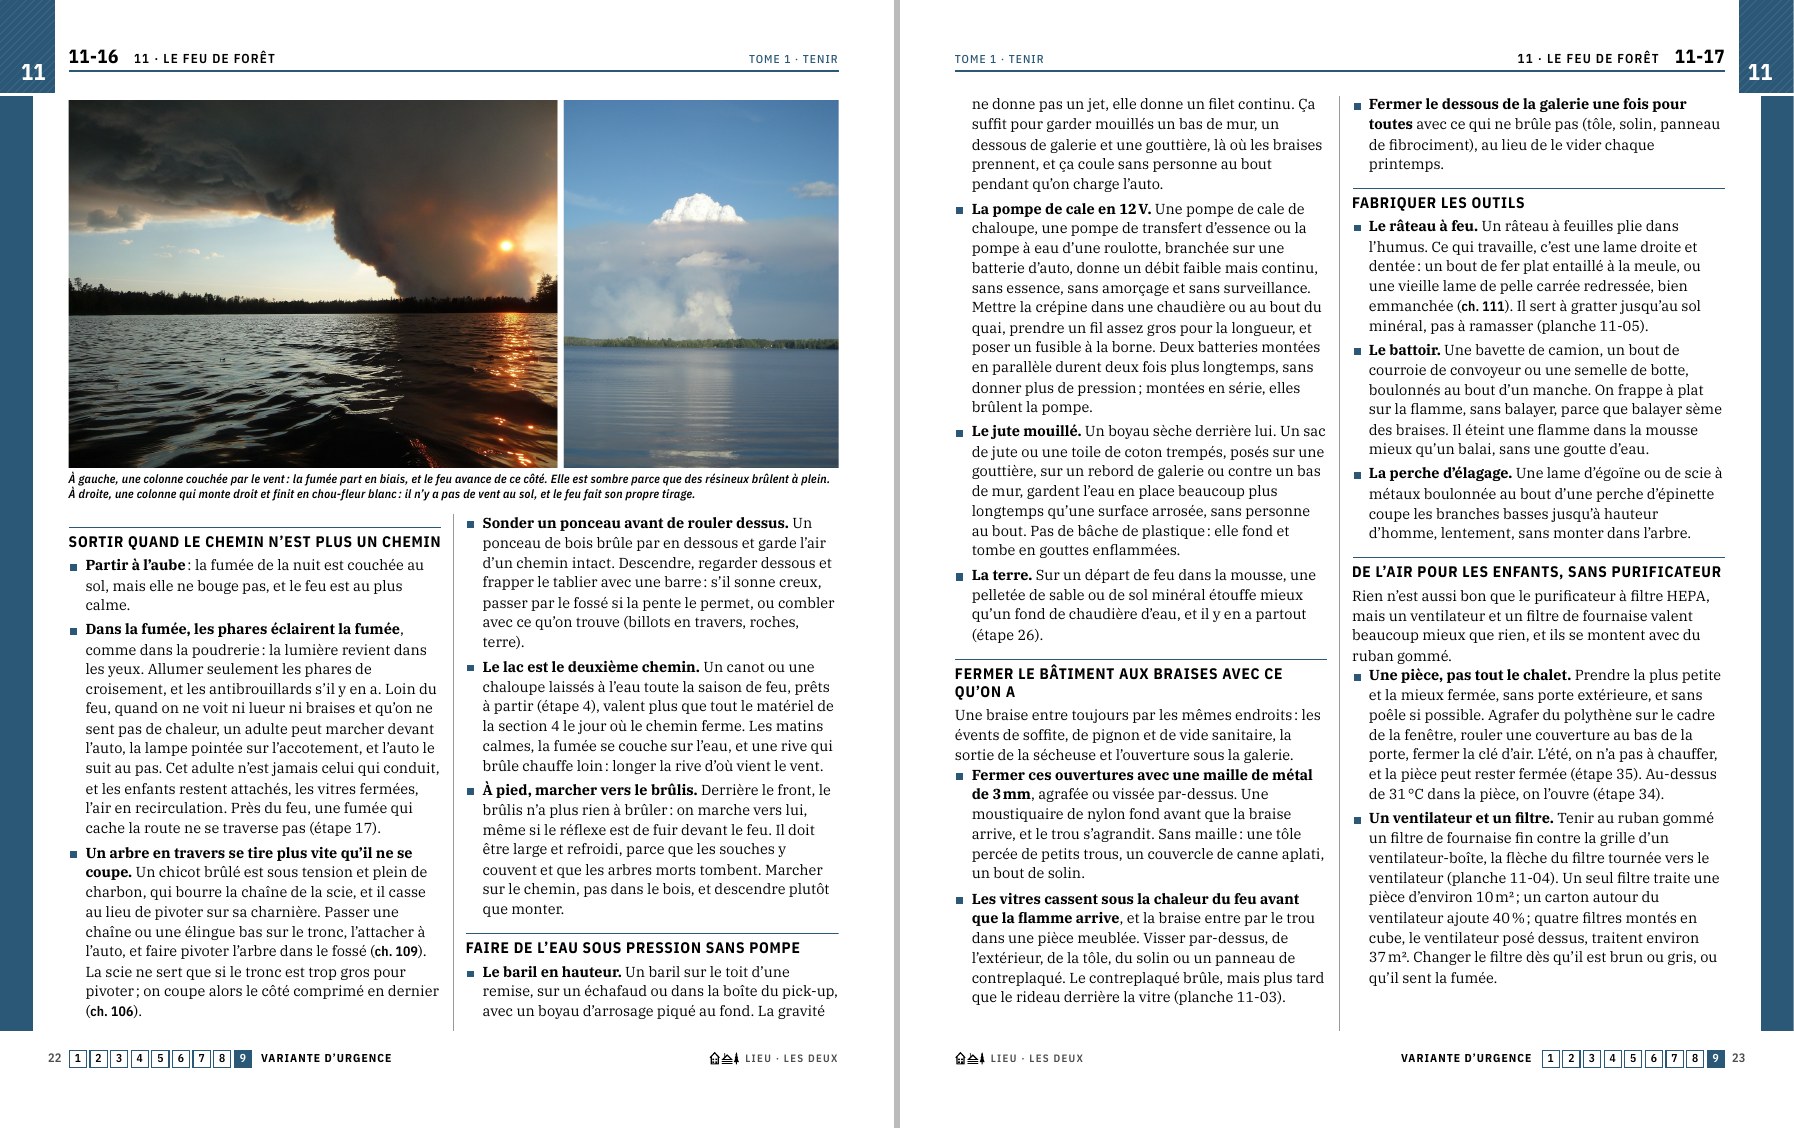 11
11-16 11 · LE FEU DE FORÊT
TOME 1 · TENIR
À gauche, une colonne couchée par le vent : la fumée part en biais, et le feu avance de ce côté. Elle est sombre parce que des résineux brûlent à plein.
À droite, une colonne qui monte droit et finit en chou-fleur blanc : il n’y a pas de vent au sol, et le feu fait son propre tirage.
SORTIR QUAND LE CHEMIN N’EST PLUS UN CHEMIN
■ Partir à l’aube : la fumée de la nuit est couchée au
sol, mais elle ne bouge pas, et le feu est au plus
calme.
■ Dans la fumée, les phares éclairent la fumée,
comme dans la poudrerie : la lumière revient dans
les yeux. Allumer seulement les phares de
croisement, et les antibrouillards s’il y en a. Loin du
feu, quand on ne voit ni lueur ni braises et qu’on ne
sent pas de chaleur, un adulte peut marcher devant
l’auto, la lampe pointée sur l’accotement, et l’auto le
suit au pas. Cet adulte n’est jamais celui qui conduit,
et les enfants restent attachés, les vitres fermées,
l’air en recirculation. Près du feu, une fumée qui
cache la route ne se traverse pas (étape 17).
■ Un arbre en travers se tire plus vite qu’il ne se
coupe. Un chicot brûlé est sous tension et plein de
charbon, qui bourre la chaîne de la scie, et il casse
au lieu de pivoter sur sa charnière. Passer une
chaîne ou une élingue bas sur le tronc, l’attacher à
l’auto, et faire pivoter l’arbre dans le fossé (ch. 109).
La scie ne sert que si le tronc est trop gros pour
pivoter ; on coupe alors le côté comprimé en dernier
(ch. 106).
■ Sonder un ponceau avant de rouler dessus. Un
ponceau de bois brûle par en dessous et garde l’air
d’un chemin intact. Descendre, regarder dessous et
frapper le tablier avec une barre : s’il sonne creux,
passer par le fossé si la pente le permet, ou combler
avec ce qu’on trouve (billots en travers, roches,
terre).
■ Le lac est le deuxième chemin. Un canot ou une
chaloupe laissés à l’eau toute la saison de feu, prêts
à partir (étape 4), valent plus que tout le matériel de
la section 4 le jour où le chemin ferme. Les matins
calmes, la fumée se couche sur l’eau, et une rive qui
brûle chauffe loin : longer la rive d’où vient le vent.
■ À pied, marcher vers le brûlis. Derrière le front, le
brûlis n’a plus rien à brûler : on marche vers lui,
même si le réflexe est de fuir devant le feu. Il doit
être large et refroidi, parce que les souches y
couvent et que les arbres morts tombent. Marcher
sur le chemin, pas dans le bois, et descendre plutôt
que monter.
FAIRE DE L’EAU SOUS PRESSION SANS POMPE
■ Le baril en hauteur. Un baril sur le toit d’une
remise, sur un échafaud ou dans la boîte du pick-up,
avec un boyau d’arrosage piqué au fond. La gravité
22 1 2 3 4 5 6 7 8 9 VARIANTE D’URGENCE
LIEU · LES DEUX
TOME 1 · TENIR
11 · LE FEU DE FORÊT 11-17
11
ne donne pas un jet, elle donne un filet continu. Ça
suffit pour garder mouillés un bas de mur, un
dessous de galerie et une gouttière, là où les braises
prennent, et ça coule sans personne au bout
pendant qu’on charge l’auto.
■ La pompe de cale en 12 V. Une pompe de cale de
chaloupe, une pompe de transfert d’essence ou la
pompe à eau d’une roulotte, branchée sur une
batterie d’auto, donne un débit faible mais continu,
sans essence, sans amorçage et sans surveillance.
Mettre la crépine dans une chaudière ou au bout du
quai, prendre un fil assez gros pour la longueur, et
poser un fusible à la borne. Deux batteries montées
en parallèle durent deux fois plus longtemps, sans
donner plus de pression ; montées en série, elles
brûlent la pompe.
■ Le jute mouillé. Un boyau sèche derrière lui. Un sac
de jute ou une toile de coton trempés, posés sur une
gouttière, sur un rebord de galerie ou contre un bas
de mur, gardent l’eau en place beaucoup plus
longtemps qu’une surface arrosée, sans personne
au bout. Pas de bâche de plastique : elle fond et
tombe en gouttes enflammées.
■ La terre. Sur un départ de feu dans la mousse, une
pelletée de sable ou de sol minéral étouffe mieux
qu’un fond de chaudière d’eau, et il y en a partout
(étape 26).
FERMER LE BÂTIMENT AUX BRAISES AVEC CE
QU’ON A
Une braise entre toujours par les mêmes endroits : les
évents de soffite, de pignon et de vide sanitaire, la
sortie de la sécheuse et l’ouverture sous la galerie.
■ Fermer ces ouvertures avec une maille de métal
de 3 mm, agrafée ou vissée par-dessus. Une
moustiquaire de nylon fond avant que la braise
arrive, et le trou s’agrandit. Sans maille : une tôle
percée de petits trous, un couvercle de canne aplati,
un bout de solin.
■ Les vitres cassent sous la chaleur du feu avant
que la flamme arrive, et la braise entre par le trou
dans une pièce meublée. Visser par-dessus, de
l’extérieur, de la tôle, du solin ou un panneau de
contreplaqué. Le contreplaqué brûle, mais plus tard
que le rideau derrière la vitre (planche 11-03).
■ Fermer le dessous de la galerie une fois pour
toutes avec ce qui ne brûle pas (tôle, solin, panneau
de fibrociment), au lieu de le vider chaque
printemps.
FABRIQUER LES OUTILS
■ Le râteau à feu. Un râteau à feuilles plie dans
l’humus. Ce qui travaille, c’est une lame droite et
dentée : un bout de fer plat entaillé à la meule, ou
une vieille lame de pelle carrée redressée, bien
emmanchée (ch. 111). Il sert à gratter jusqu’au sol
minéral, pas à ramasser (planche 11-05).
■ Le battoir. Une bavette de camion, un bout de
courroie de convoyeur ou une semelle de botte,
boulonnés au bout d’un manche. On frappe à plat
sur la flamme, sans balayer, parce que balayer sème
des braises. Il éteint une flamme dans la mousse
mieux qu’un balai, sans une goutte d’eau.
■ La perche d’élagage. Une lame d’égoïne ou de scie à
métaux boulonnée au bout d’une perche d’épinette
coupe les branches basses jusqu’à hauteur
d’homme, lentement, sans monter dans l’arbre.
DE L’AIR POUR LES ENFANTS, SANS PURIFICATEUR
Rien n’est aussi bon que le purificateur à filtre HEPA,
mais un ventilateur et un filtre de fournaise valent
beaucoup mieux que rien, et ils se montent avec du
ruban gommé.
■ Une pièce, pas tout le chalet. Prendre la plus petite
et la mieux fermée, sans porte extérieure, et sans
poêle si possible. Agrafer du polythène sur le cadre
de la fenêtre, rouler une couverture au bas de la
porte, fermer la clé d’air. L’été, on n’a pas à chauffer,
et la pièce peut rester fermée (étape 35). Au-dessus
de 31 °C dans la pièce, on l’ouvre (étape 34).
■ Un ventilateur et un filtre. Tenir au ruban gommé
un filtre de fournaise fin contre la grille d’un
ventilateur-boîte, la flèche du filtre tournée vers le
ventilateur (planche 11-04). Un seul filtre traite une
pièce d’environ 10 m² ; un carton autour du
ventilateur ajoute 40 % ; quatre filtres montés en
cube, le ventilateur posé dessus, traitent environ
37 m². Changer le filtre dès qu’il est brun ou gris, ou
qu’il sent la fumée.
LIEU · LES DEUX
VARIANTE D’URGENCE 1 2 3 4 5 6 7 8 9 23